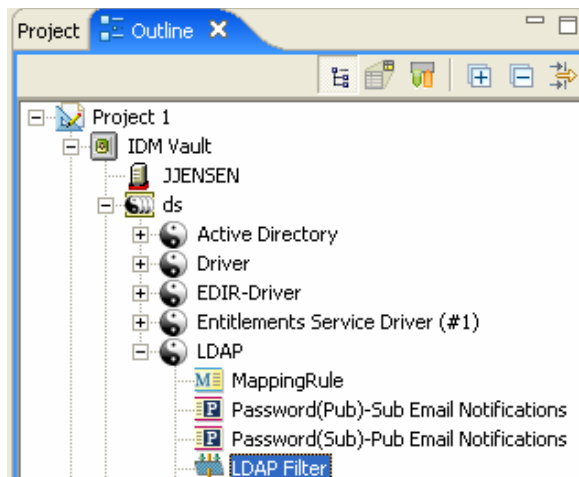 Project Outline
Project 1
IDM Vault
JJENSEN
ds
Active Directory
Driver
EDIR-Driver
Entitlements Service Driver (#1)
LDAP
MappingRule
Password(Pub)-Sub Email Notifications
Password(Sub)-Pub Email Notifications
LDAP Filter